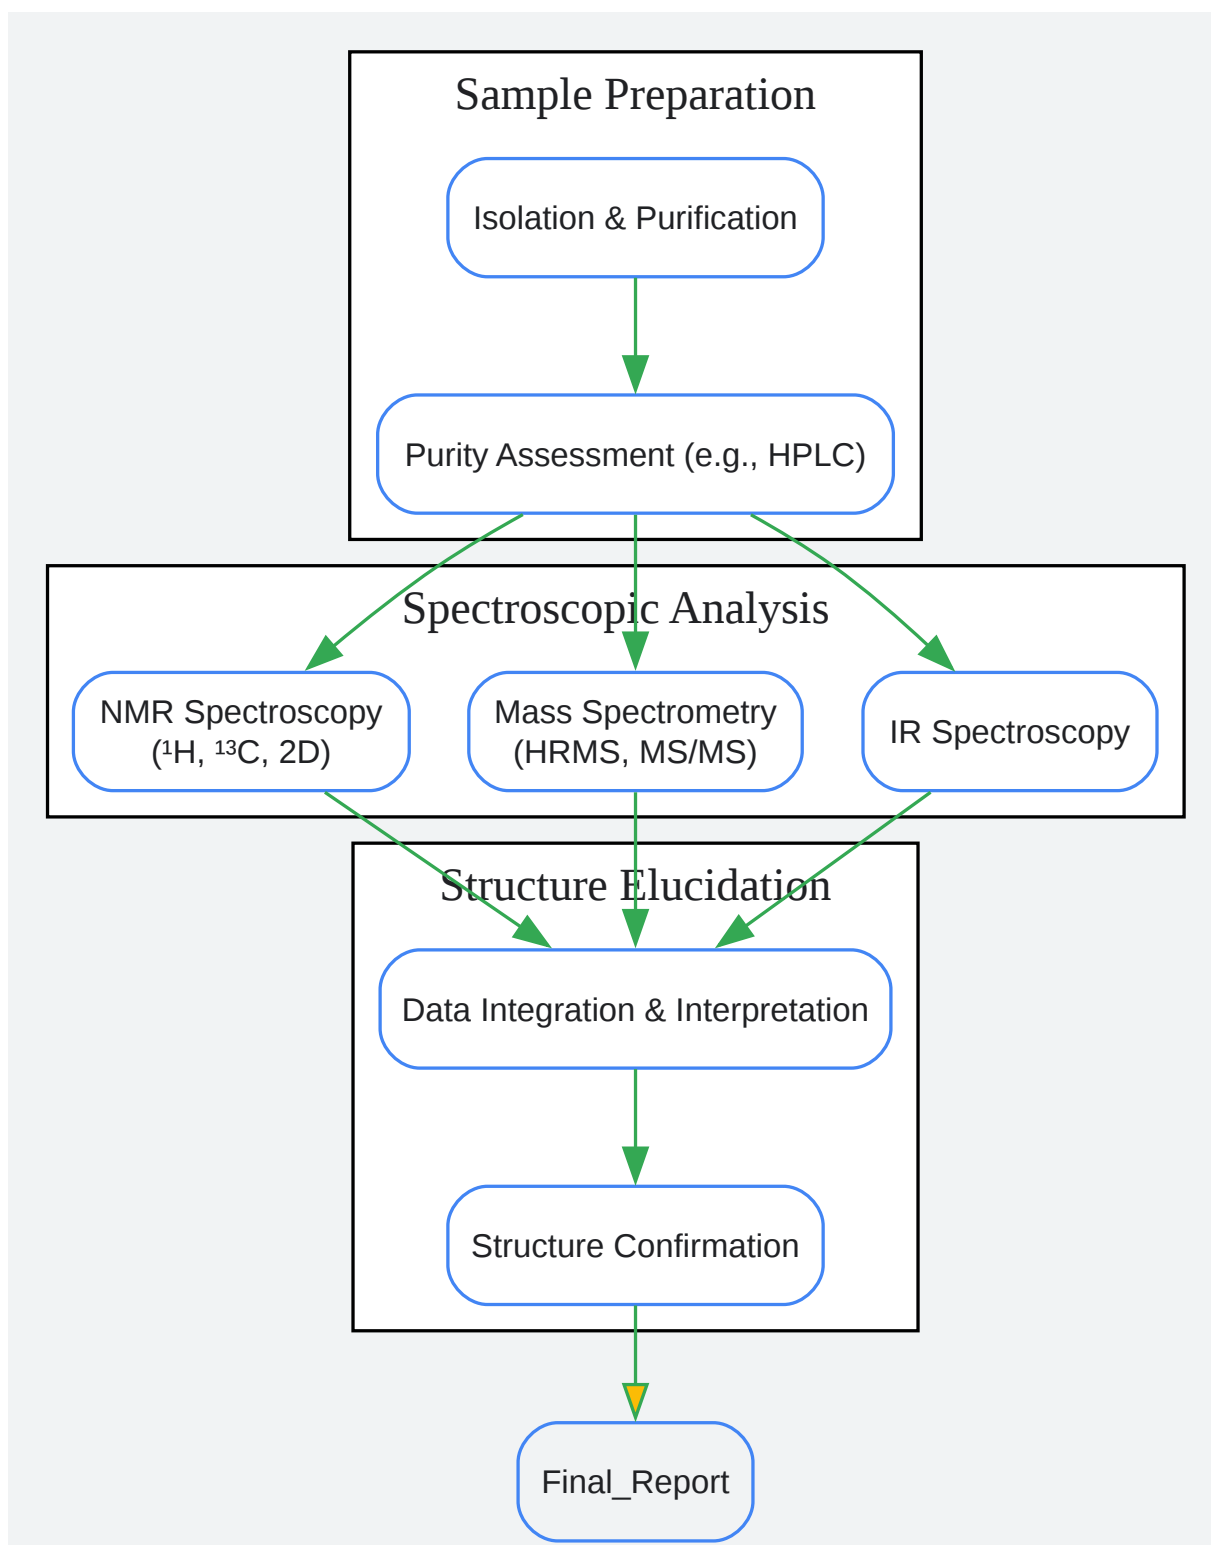 Sample Preparation
Isolation & Purification
Purity Assessment (e.g., HPLC)
Spectroscopic Analysis
NMR Spectroscopy
(¹H, ¹³C, 2D)
Mass Spectrometry
(HRMS, MS/MS)
IR Spectroscopy
Structure Elucidation
Data Integration & Interpretation
Structure Confirmation
Final_Report